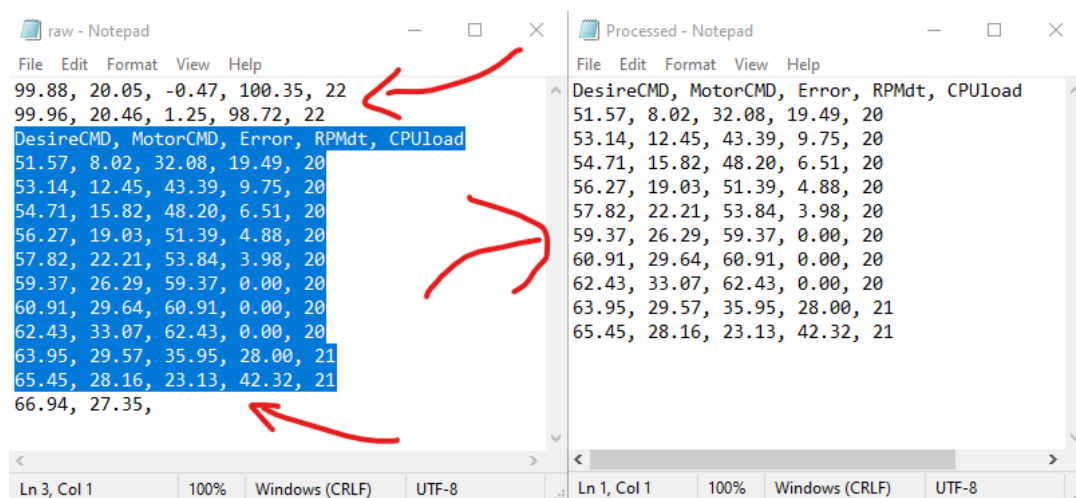 raw - Notepad
File Edit Format View Help
99.88, 20.05, -0.47, 100.35, 22
99.96, 20.46, 1.25, 98.72, 22
DesireCMD, MotorCMD, Error, RPMdt, CPUload
51.57, 8.02, 32.08, 19.49, 20
53.14, 12.45, 43.39, 9.75, 20
54.71, 15.82, 48.20, 6.51, 20
56.27, 19.03, 51.39, 4.88, 20
57.82, 22.21, 53.84, 3.98, 20
59.37, 26.29, 59.37, 0.00, 20
60.91, 29.64, 60.91, 0.00, 20
62.43, 33.07, 62.43, 0.00, 20
63.95, 29.57, 35.95, 28.00, 21
65.45, 28.16, 23.13, 42.32, 21
66.94, 27.35,
Ln 3, Col 1 100% Windows (CRLF) UTF-8
Processed - Notepad
File Edit Format View Help
DesireCMD, MotorCMD, Error, RPMdt, CPUload
51.57, 8.02, 32.08, 19.49, 20
53.14, 12.45, 43.39, 9.75, 20
54.71, 15.82, 48.20, 6.51, 20
56.27, 19.03, 51.39, 4.88, 20
57.82, 22.21, 53.84, 3.98, 20
59.37, 26.29, 59.37, 0.00, 20
60.91, 29.64, 60.91, 0.00, 20
62.43, 33.07, 62.43, 0.00, 20
63.95, 29.57, 35.95, 28.00, 21
65.45, 28.16, 23.13, 42.32, 21
Ln 1, Col 1 100% Windows (CRLF) UTF-8